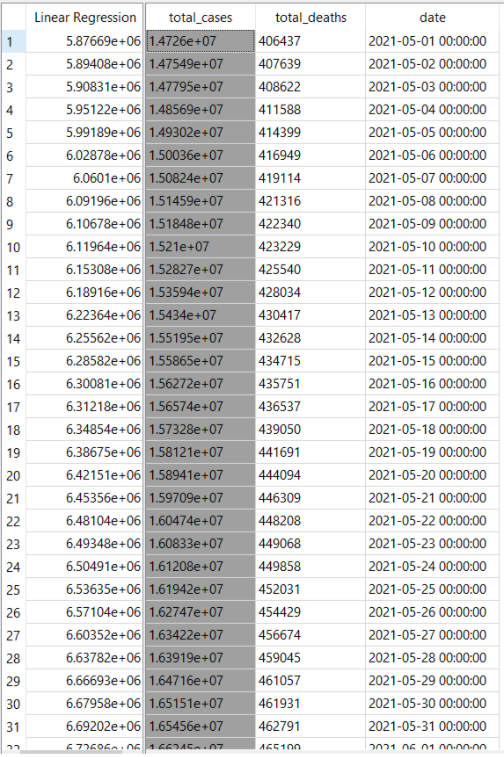 Linear Regression total_cases total_deaths date
1 5.87669e+06 1.4726e+07 406437 2021-05-01 00:00:00
2 5.89408e+06 1.47549e+07 407639 2021-05-02 00:00:00
3 5.90831e+06 1.47795e+07 408622 2021-05-03 00:00:00
4 5.95122e+06 1.48569e+07 411588 2021-05-04 00:00:00
5 5.99189e+06 1.49302e+07 414399 2021-05-05 00:00:00
6 6.02878e+06 1.50036e+07 416949 2021-05-06 00:00:00
7 6.0601e+06 1.50824e+07 419114 2021-05-07 00:00:00
8 6.09196e+06 1.51459e+07 421316 2021-05-08 00:00:00
9 6.10678e+06 1.51848e+07 422340 2021-05-09 00:00:00
10 6.11964e+06 1.521e+07 423229 2021-05-10 00:00:00
11 6.15308e+06 1.52827e+07 425540 2021-05-11 00:00:00
12 6.18916e+06 1.53594e+07 428034 2021-05-12 00:00:00
13 6.22364e+06 1.5434e+07 430417 2021-05-13 00:00:00
14 6.25562e+06 1.55195e+07 432628 2021-05-14 00:00:00
15 6.28582e+06 1.55865e+07 434715 2021-05-15 00:00:00
16 6.30081e+06 1.56272e+07 435751 2021-05-16 00:00:00
17 6.31218e+06 1.56574e+07 436537 2021-05-17 00:00:00
18 6.34854e+06 1.57328e+07 439050 2021-05-18 00:00:00
19 6.38675e+06 1.58121e+07 441691 2021-05-19 00:00:00
20 6.42151e+06 1.58941e+07 444094 2021-05-20 00:00:00
21 6.45356e+06 1.59709e+07 446309 2021-05-21 00:00:00
22 6.48104e+06 1.60474e+07 448208 2021-05-22 00:00:00
23 6.49348e+06 1.60833e+07 449068 2021-05-23 00:00:00
24 6.50491e+06 1.61208e+07 449858 2021-05-24 00:00:00
25 6.53635e+06 1.61942e+07 452031 2021-05-25 00:00:00
26 6.57104e+06 1.62747e+07 454429 2021-05-26 00:00:00
27 6.60352e+06 1.63422e+07 456674 2021-05-27 00:00:00
28 6.63782e+06 1.63919e+07 459045 2021-05-28 00:00:00
29 6.66693e+06 1.64716e+07 461057 2021-05-29 00:00:00
30 6.67958e+06 1.65151e+07 461931 2021-05-30 00:00:00
31 6.69202e+06 1.65456e+07 462791 2021-05-31 00:00:00
32 6.72686e+06 1.66245e+07 465199 2021-06-01 00:00:00